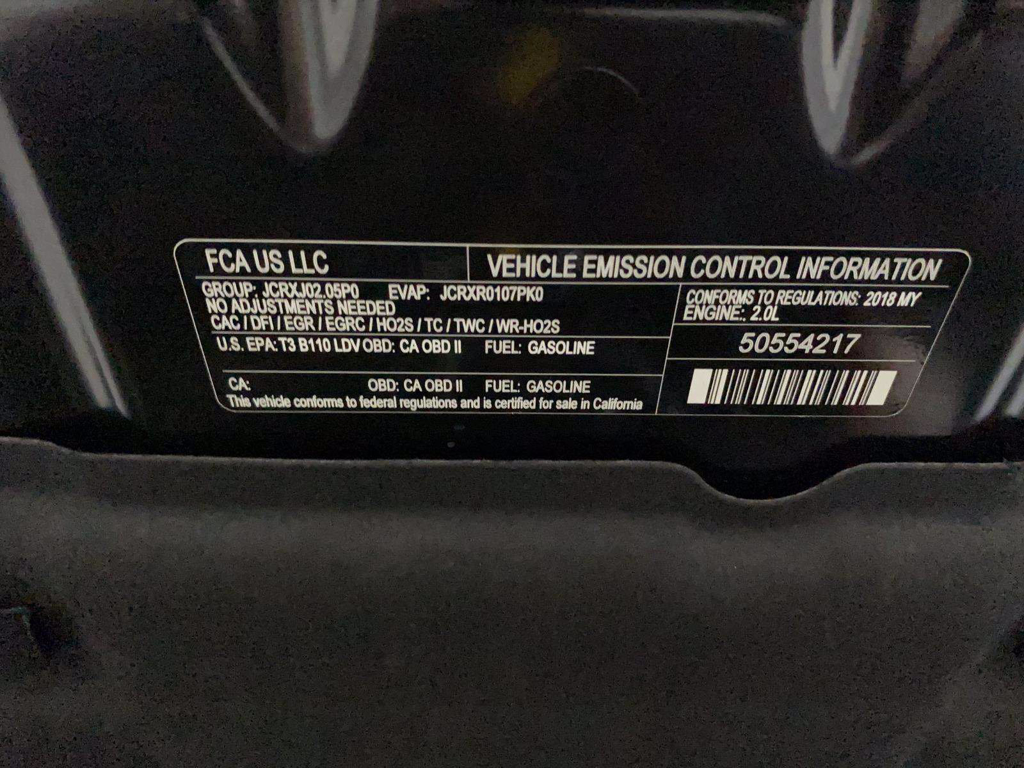 FCA US LLC
VEHICLE EMISSION CONTROL INFORMATION
GROUP: JCRXJ02.05P0 EVAP: JCRXR0107PK0
NO ADJUSTMENTS NEEDED
CAC / DFI / EGR / EGRC / HO2S / TC / TWC / WR-HO2S
U.S. EPA: T3 B110 LDV OBD: CA OBD II FUEL: GASOLINE
CA: OBD: CA OBD II FUEL: GASOLINE
This vehicle conforms to federal regulations and is certified for sale in California
CONFORMS TO REGULATIONS: 2018 MY
ENGINE: 2.0L
50554217